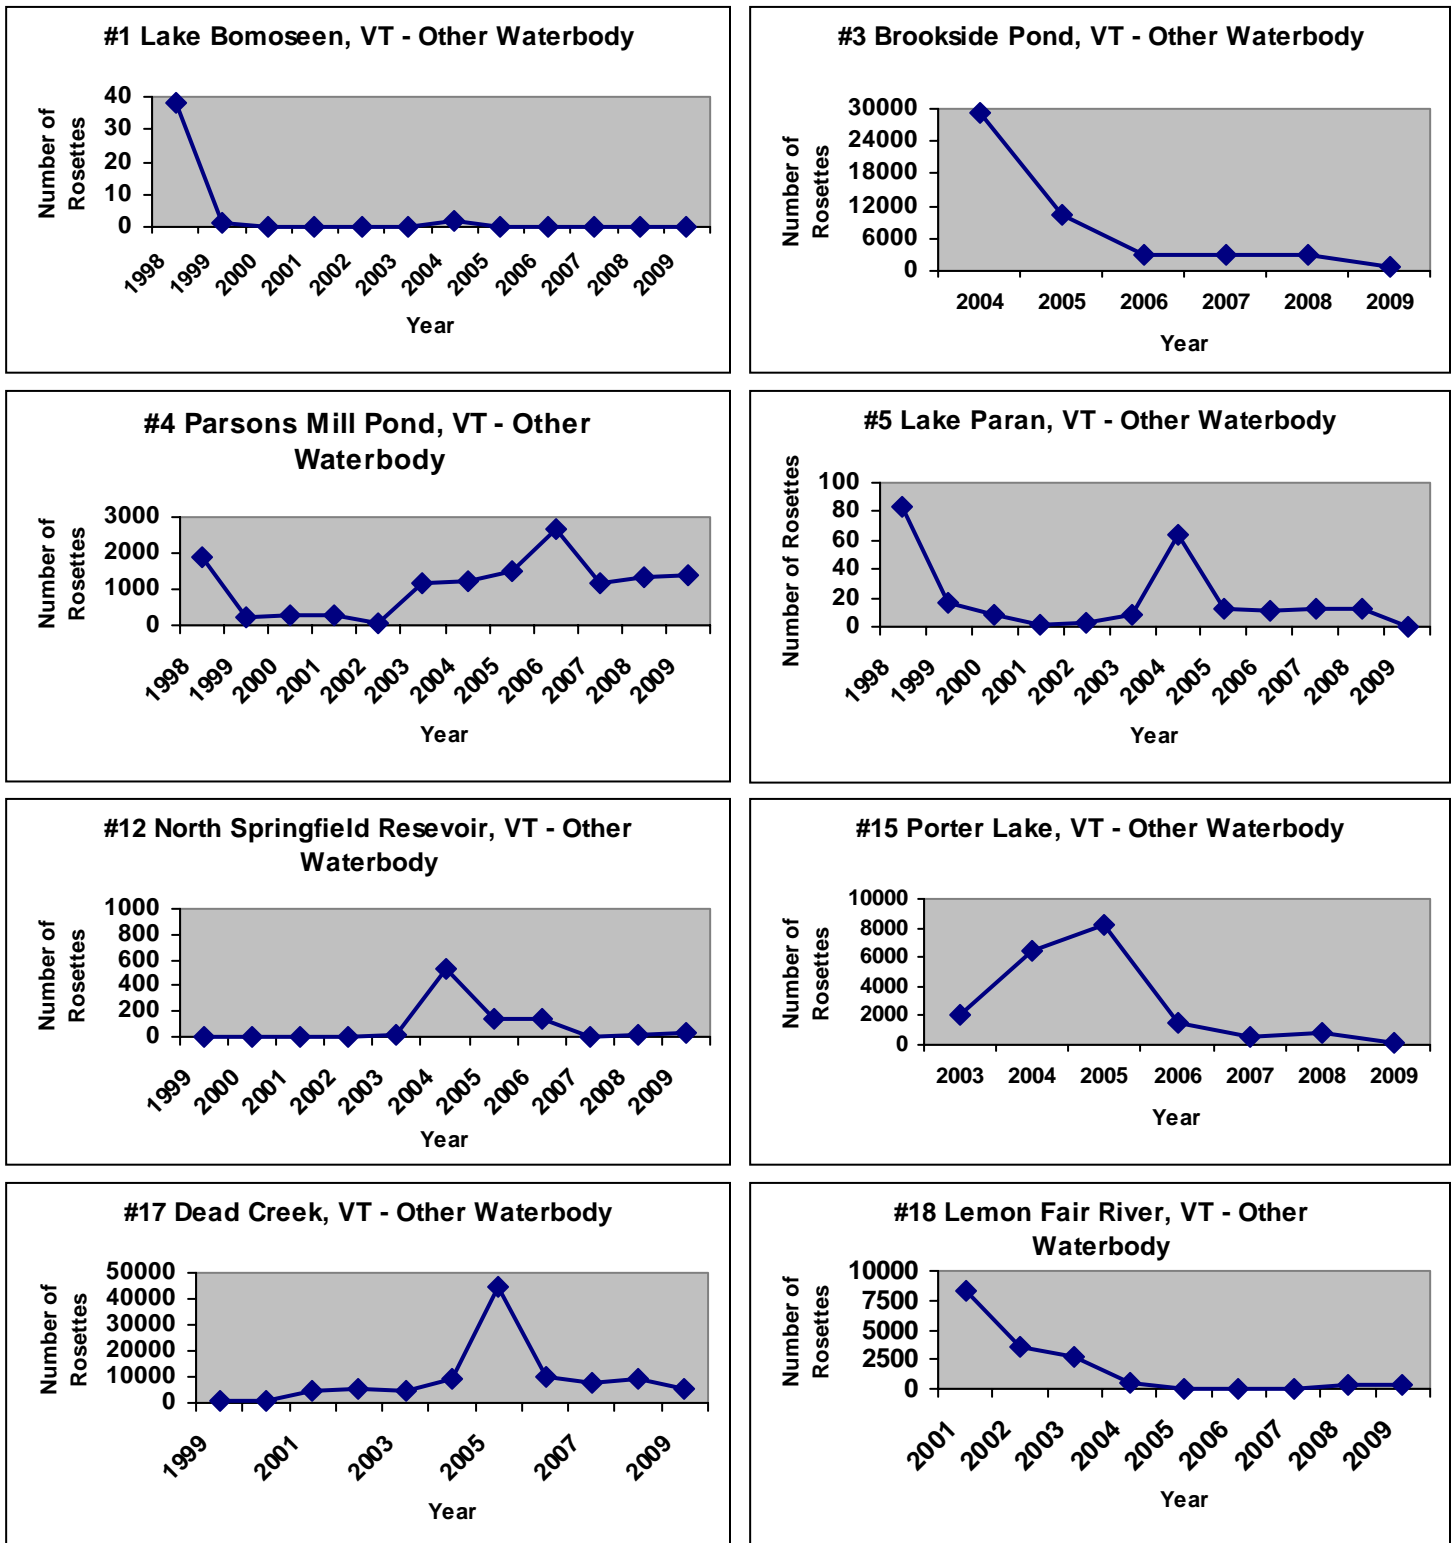 #1 Lake Bomoseen, VT - Other Waterbody
Number of
Rosettes
40
30
20
10
0
1998 1999 2000 2001 2002 2003 2004 2005 2006 2007 2008 2009
Year
#3 Brookside Pond, VT - Other Waterbody
Number of
Rosettes
30000
24000
18000
12000
6000
0
2004 2005 2006 2007 2008 2009
Year
#4 Parsons Mill Pond, VT - Other
Waterbody
Number of
Rosettes
3000
2000
1000
0
1998 1999 2000 2001 2002 2003 2004 2005 2006 2007 2008 2009
Year
#5 Lake Paran, VT - Other Waterbody
Number of Rosettes
100
80
60
40
20
0
1998 1999 2000 2001 2002 2003 2004 2005 2006 2007 2008 2009
Year
#12 North Springfield Resevoir, VT - Other
Waterbody
Number of
Rosettes
1000
800
600
400
200
0
1999 2000 2001 2002 2003 2004 2005 2006 2007 2008 2009
Year
#15 Porter Lake, VT - Other Waterbody
Number of
Rosettes
10000
8000
6000
4000
2000
0
2003 2004 2005 2006 2007 2008 2009
Year
#17 Dead Creek, VT - Other Waterbody
Number of
Rosettes
50000
40000
30000
20000
10000
0
1999 2001 2003 2005 2007 2009
Year
#18 Lemon Fair River, VT - Other
Waterbody
Number of
Rosettes
10000
7500
5000
2500
0
2001 2002 2003 2004 2005 2006 2007 2008 2009
Year